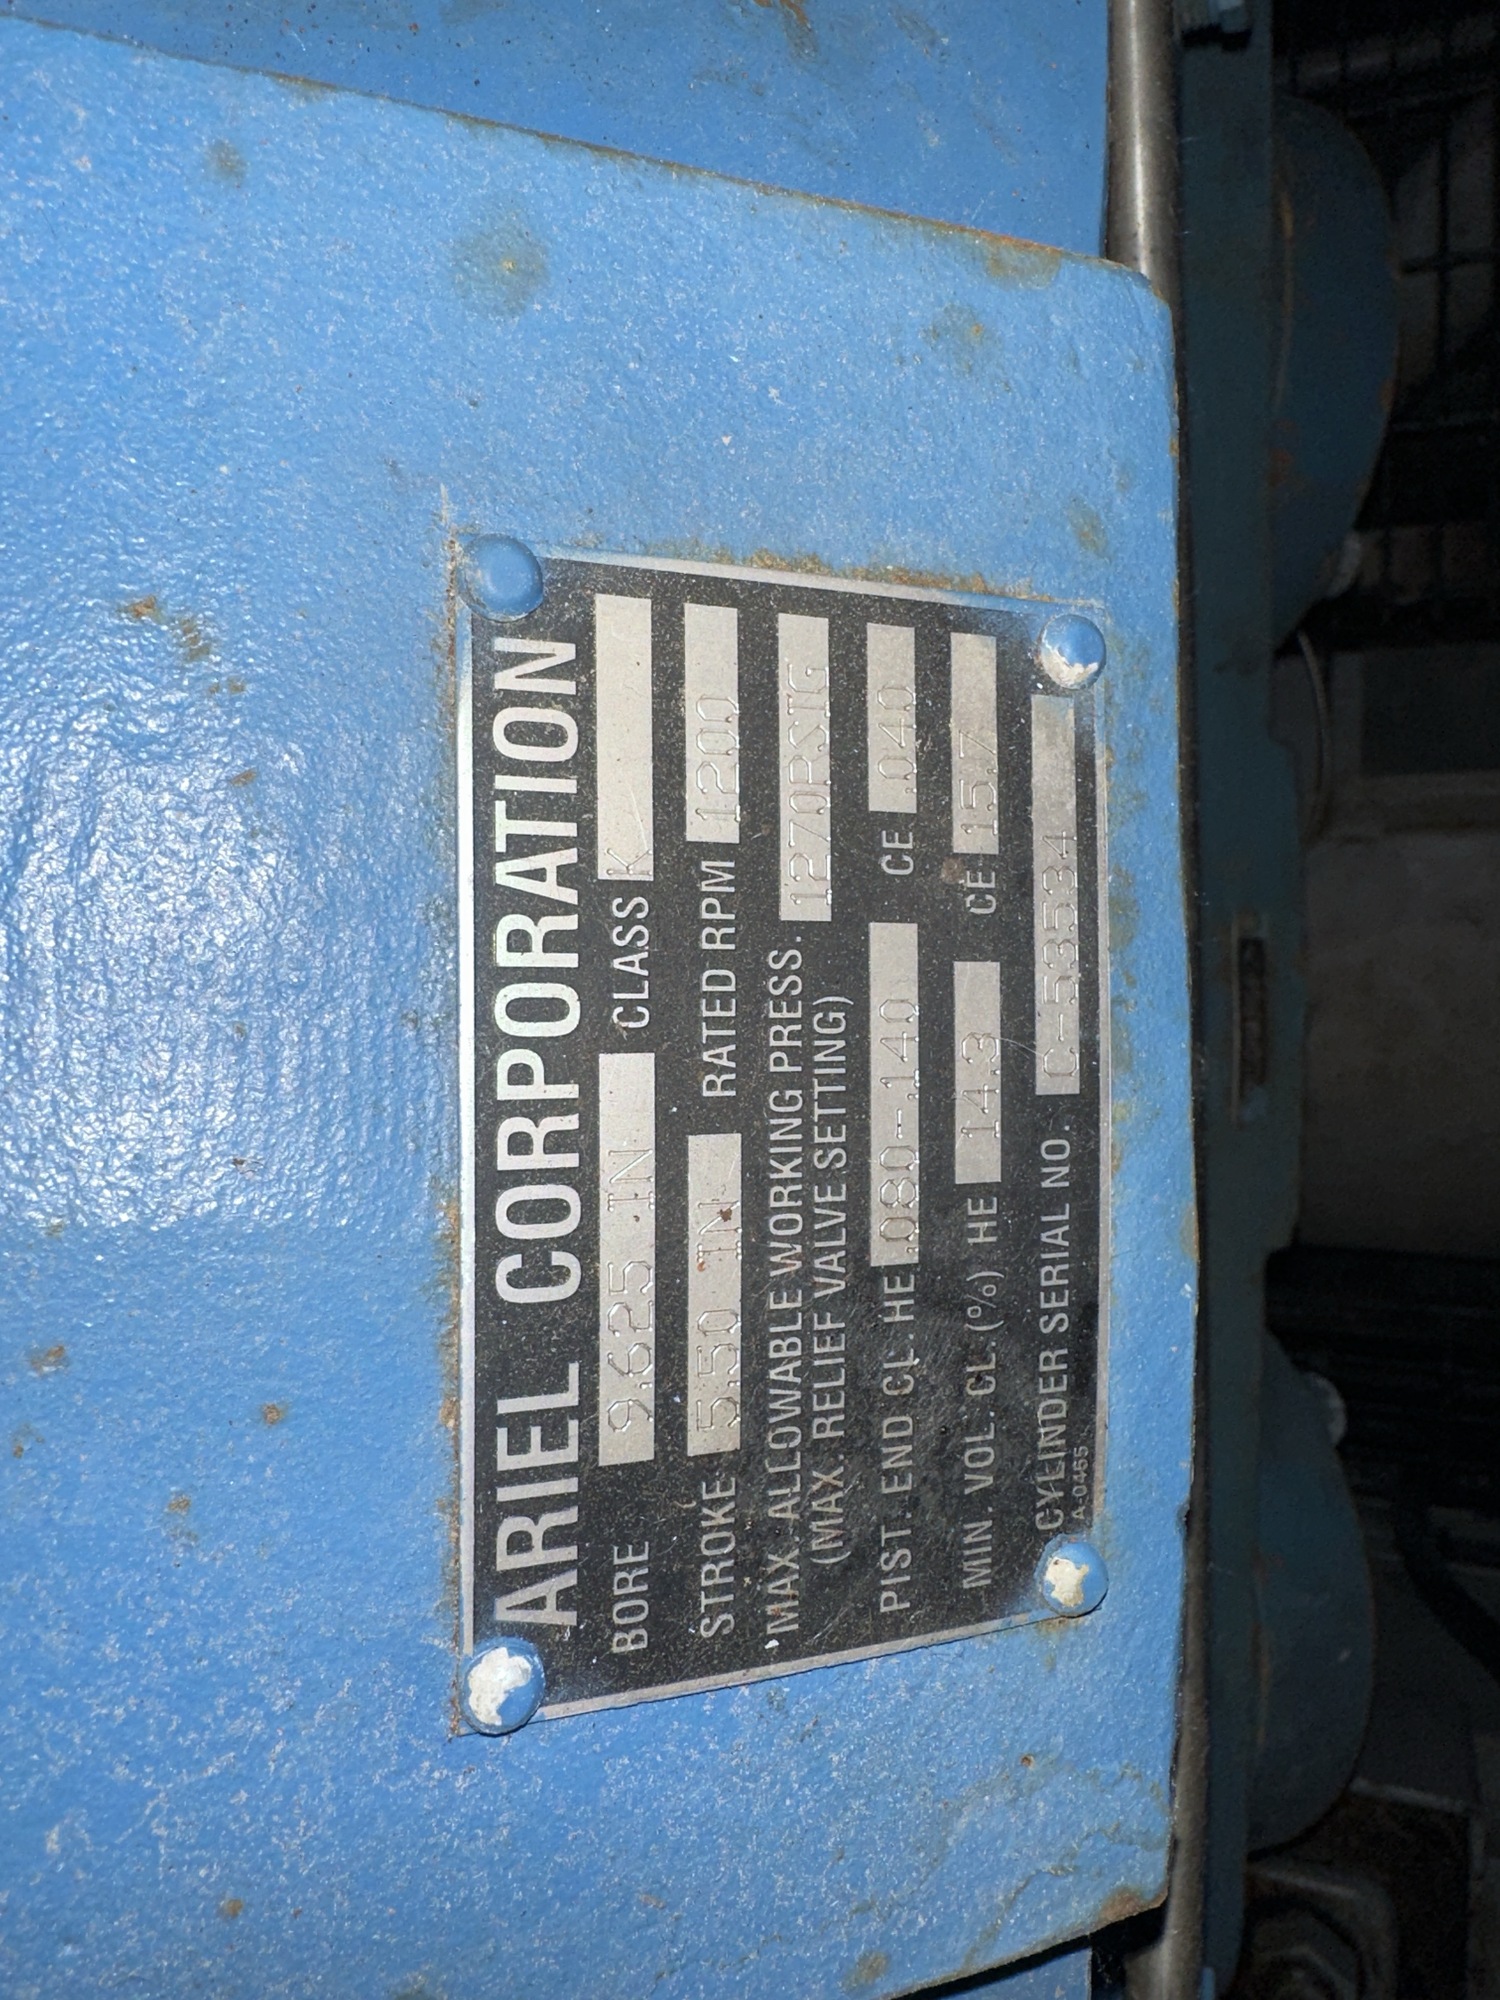 ARIEL CORPORATION
BORE 9.625 IN CLASS K
STROKE 5.50 IN RATED RPM 1200
MAX. ALLOWABLE WORKING PRESS. 1270PSIG
(MAX. RELIEF VALVE SETTING)
PIST. END CL. HE .080-.140 CE .040
MIN. VOL. CL. (%) HE 14.3 CE 15.7
CYLINDER SERIAL NO. C-53534
A-0455